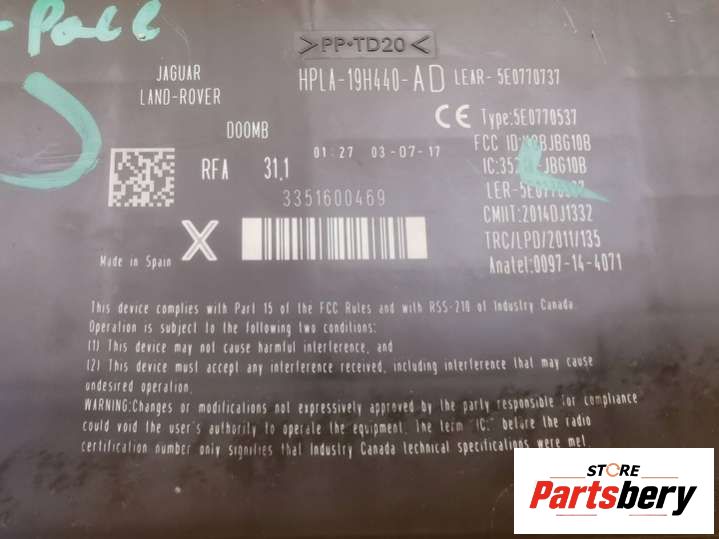 >PP-TD20<
JAGUAR
LAND-ROVER
HPLA-19H440-AD LEAR-5E0770737
CE Type:5E0770537
D00MB
FCC
IC:
LER-
CMIIT: 2014DJ1332
TRC/LPD/2011/135
Anatel:0097-14-4071
RFA 31,1 01:27 03-07-17
3351600469
X
Made in Spain
This device complies with Part 15 of the FCC Rules and with RSS-210 of Industry Canada.
Operation is subject to the following two conditions:
(1) This device may not cause harmful interference, and
(2) This device must accept any interference received, including interference that may cause
undesired operation.
WARNING:Changes or modifications not expressively approved by the party responsible for compliance
could void the user's authority to operate the equipment. The term "IC:" before the radio
certification number only signifies that Industry Canada technical specifications were met.
STORE
Partsbery